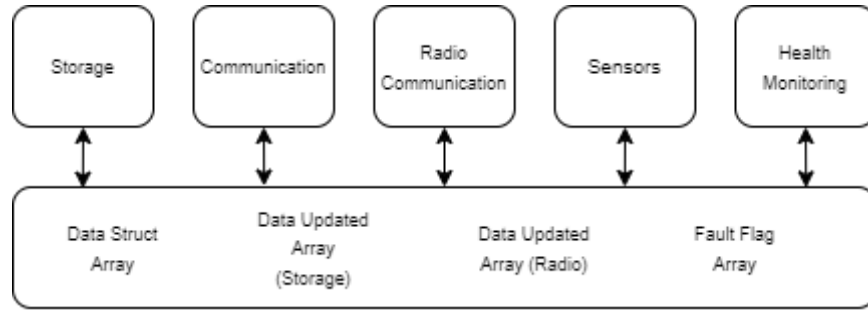 Storage
Communication
Radio
Communication
Sensors
Health
Monitoring
Data Struct
Array
Data Updated
Array
(Storage)
Data Updated
Array (Radio)
Fault Flag
Array